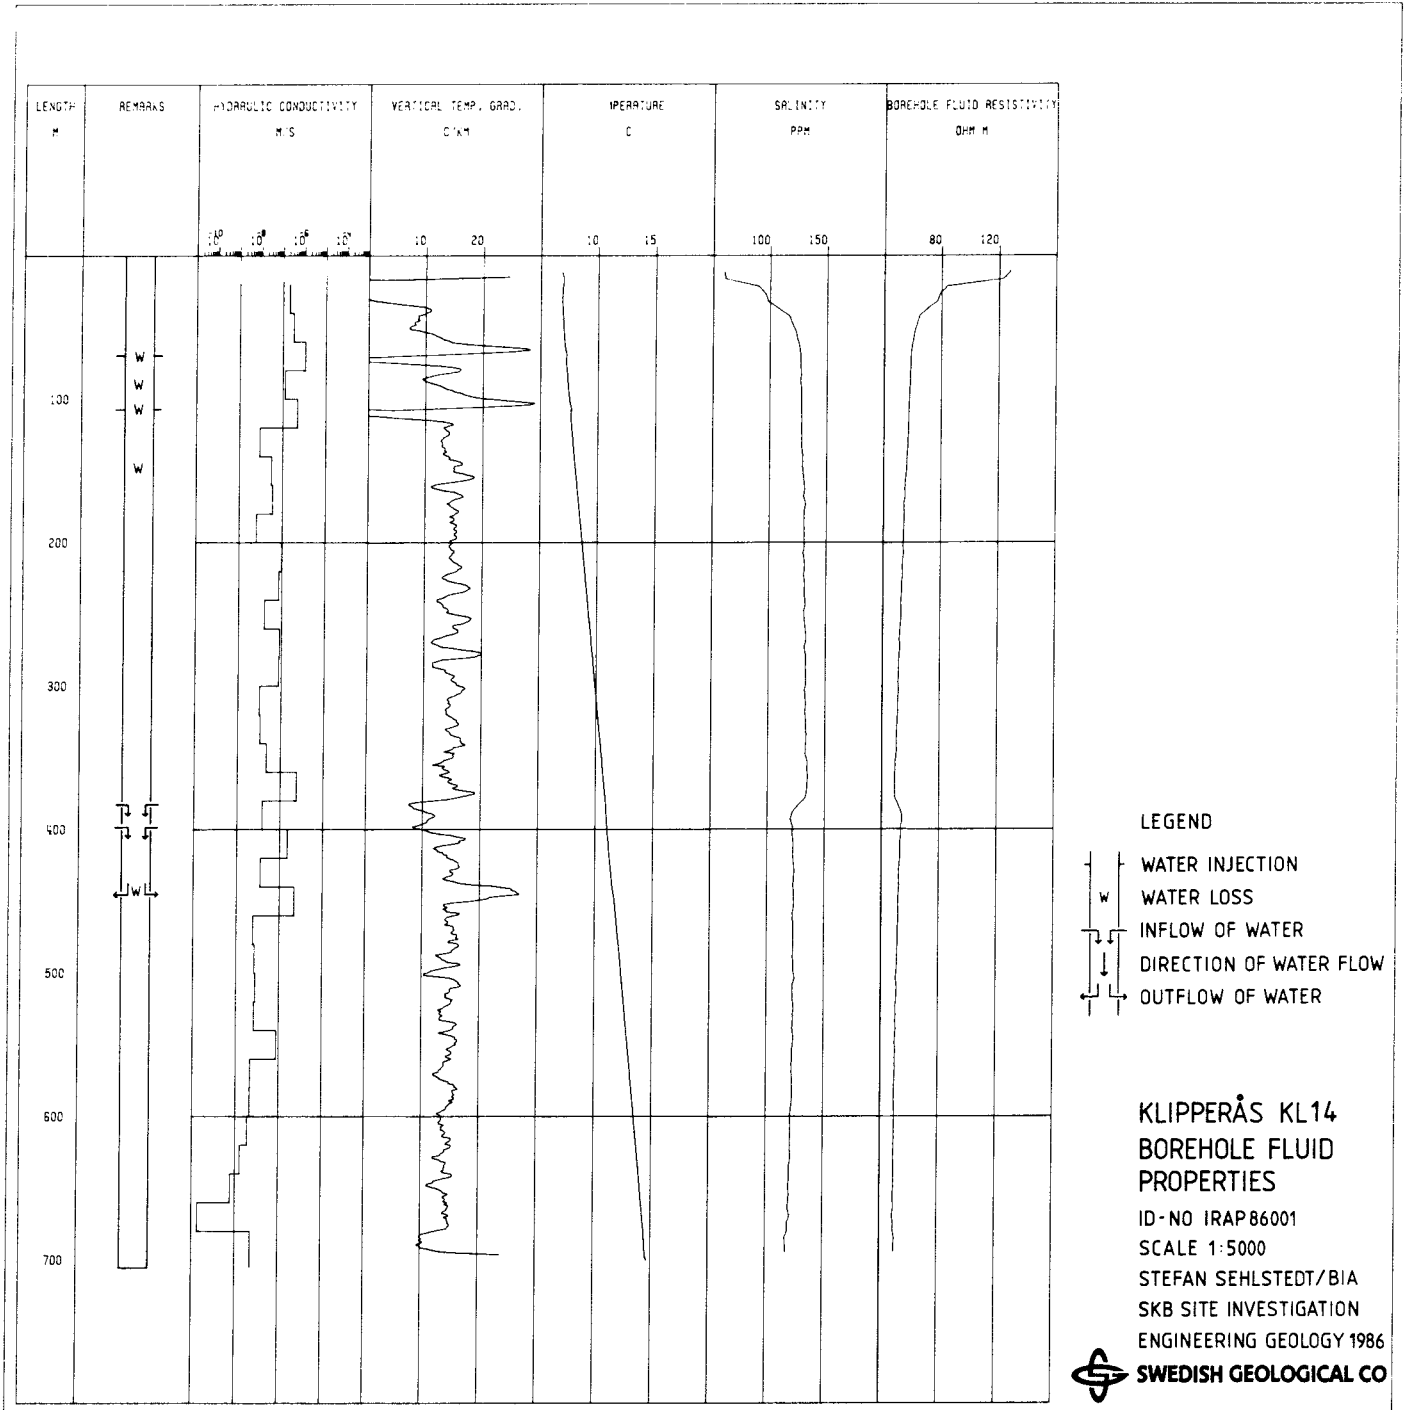 LENGTH
M
REMARKS
HYDRAULIC CONDUCTIVITY
M/S
VERTICAL TEMP. GRAD.
C/KM
MPERATURE
C
SALINITY
PPM
BOREHOLE FLUID RESISTIVITY
OHM M
10 20
10 15
100 150
80 120
W
W
100
W
W
200
300
400
W
500
600
700
LEGEND
WATER INJECTION
W WATER LOSS
INFLOW OF WATER
DIRECTION OF WATER FLOW
OUTFLOW OF WATER
KLIPPERÅS KL14
BOREHOLE FLUID
PROPERTIES
ID-NO IRAP86001
SCALE 1:5000
STEFAN SEHLSTEDT/BIA
SKB SITE INVESTIGATION
ENGINEERING GEOLOGY 1986
SWEDISH GEOLOGICAL CO